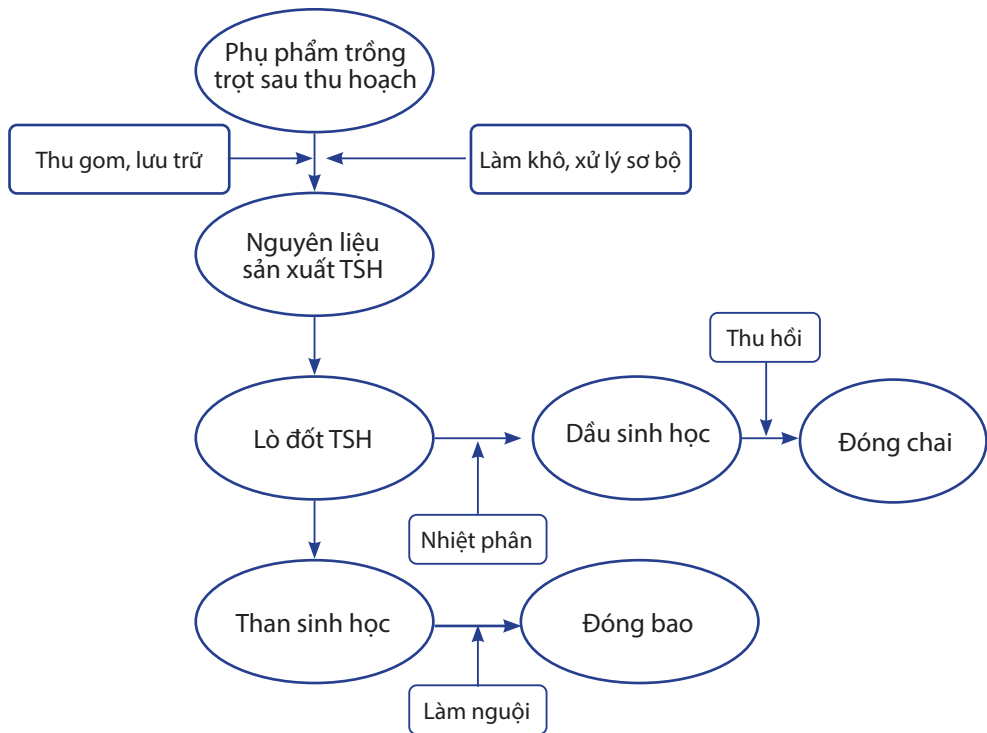 Phụ phẩm trồng
trọt sau thu hoạch
Thu gom, lưu trữ
Làm khô, xử lý sơ bộ
Nguyên liệu
sản xuất TSH
Thu hồi
Lò đốt TSH
Dầu sinh học
Đóng chai
Nhiệt phân
Than sinh học
Đóng bao
Làm nguội